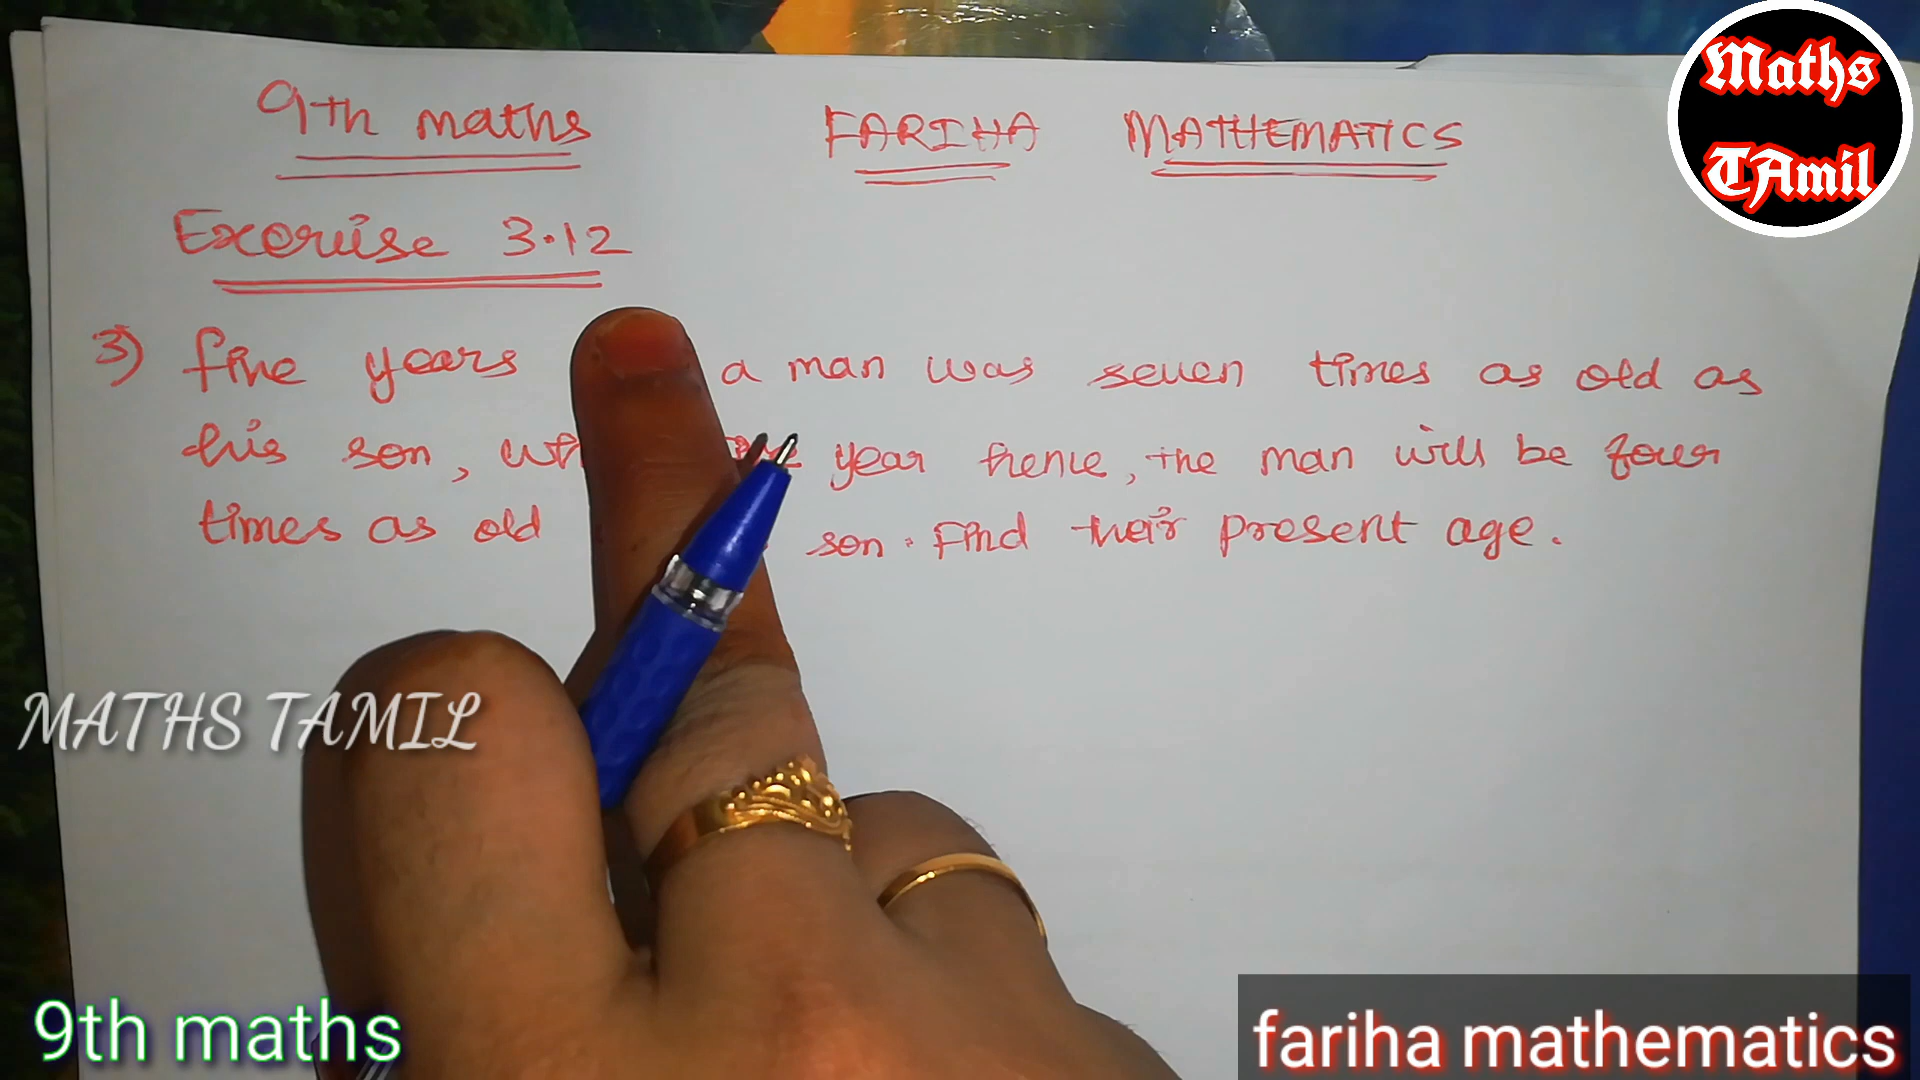 9th maths FARIHA MATHEMATICS
Maths
TAmil
Exercise 3.12
3) five years a man was seven times as old as
his son, year hence, the man will be four
times as old son. Find their present age.
MATHS TAMIL
9th maths
fariha mathematics